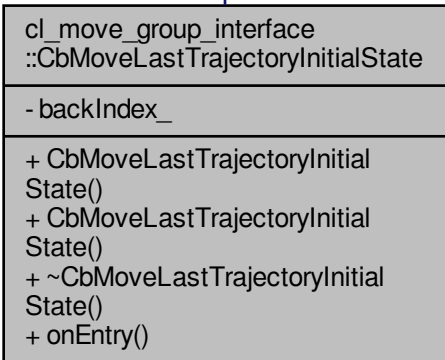 cl_move_group_interface
::CbMoveLastTrajectoryInitialState
- backIndex_
+ CbMoveLastTrajectoryInitial
State()
+ CbMoveLastTrajectoryInitial
State()
+ ~CbMoveLastTrajectoryInitial
State()
+ onEntry()